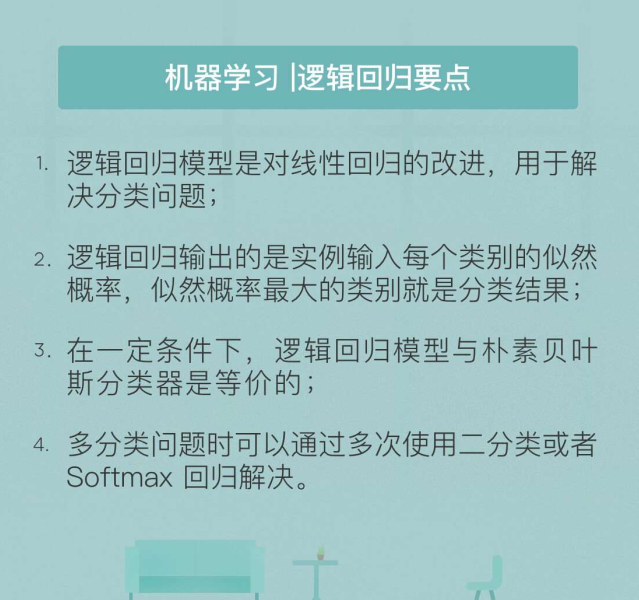 机器学习 |逻辑回归要点
1. 逻辑回归模型是对线性回归的改进，用于解
决分类问题；
2. 逻辑回归输出的是实例输入每个类别的似然
概率，似然概率最大的类别就是分类结果；
3. 在一定条件下，逻辑回归模型与朴素贝叶
斯分类器是等价的；
4. 多分类问题时可以通过多次使用二分类或者
Softmax 回归解决。